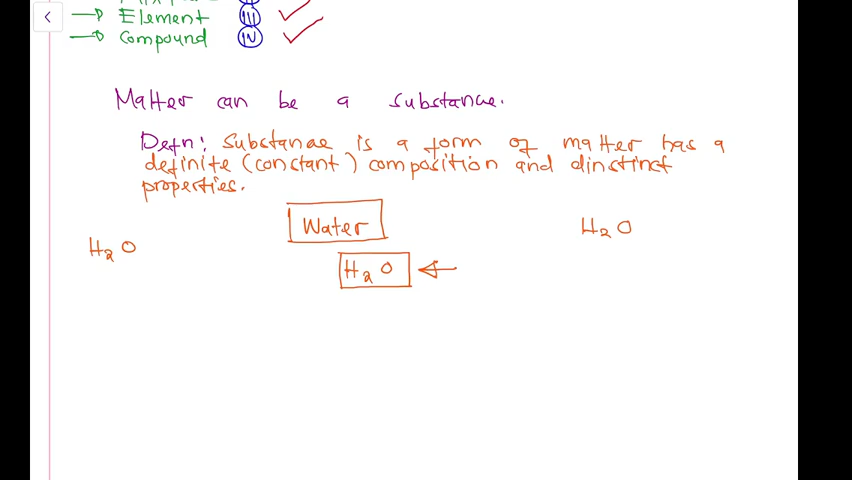 → Element III ✓
→ Compound IV ✓
Matter can be a substance.
Defn: Substance is a form of matter has a
definite (constant) composition and dinstinct
properties.
Water
H₂O
H₂O
H₂O ←